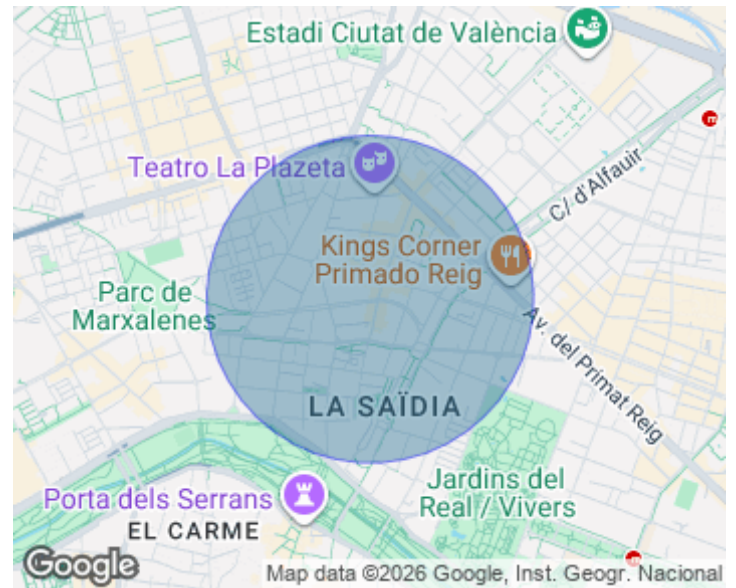 Estadi Ciutat de València
Teatro La Plazeta
C/ d'Alfauir
Kings Corner
Primado Reig
Parc de
Marxalenes
Av. del Primat Reig
LA SAÏDIA
Jardins del
Real / Vivers
Porta dels Serrans
EL CARME
Google
Map data ©2026 Google, Inst. Geogr. Nacional